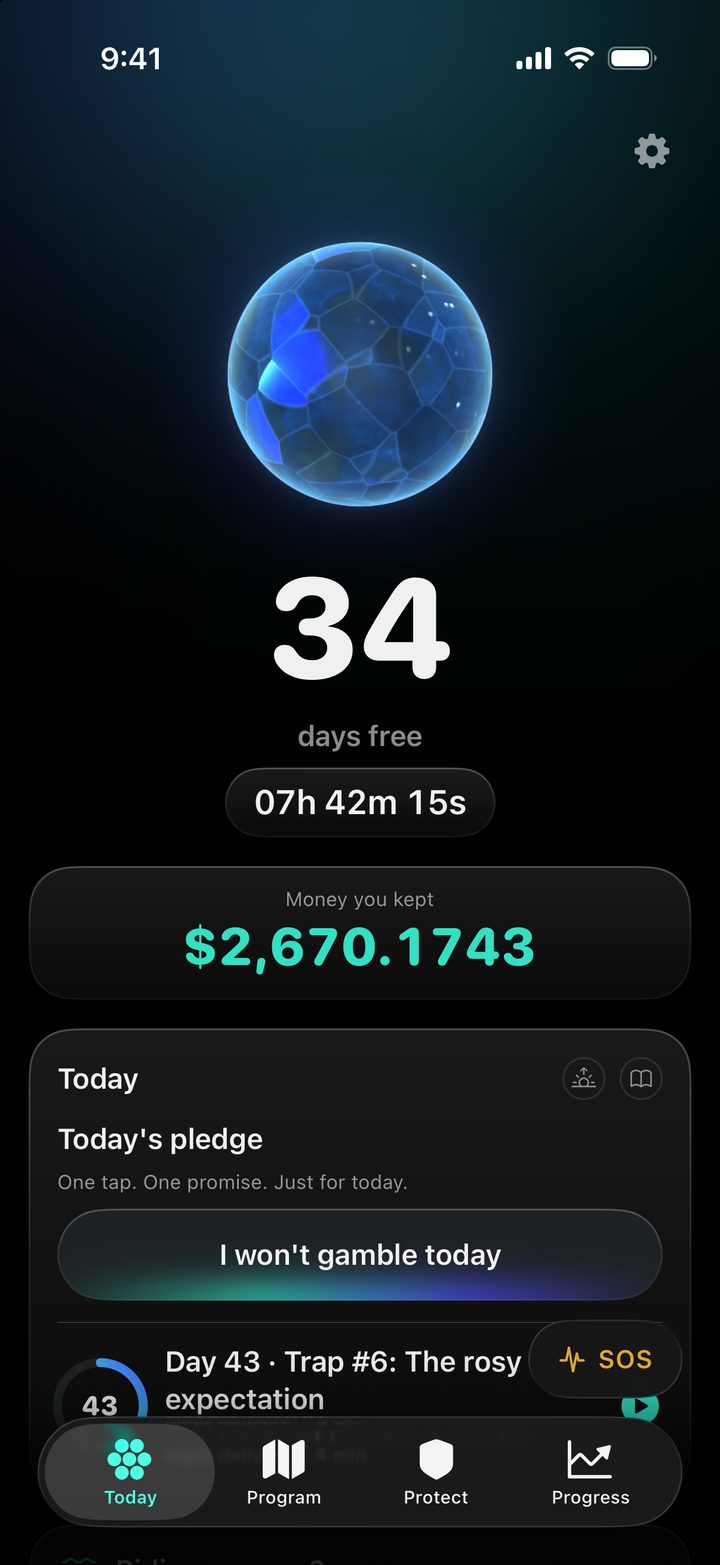 9:41
34
days free
07h 42m 15s
Money you kept
$2,670.1743
Today
Today's pledge
One tap. One promise. Just for today.
I won't gamble today
Day 43 · Trap #6: The rosy
expectation
43
SOS
4 min
Today
Program
Protect
Progress